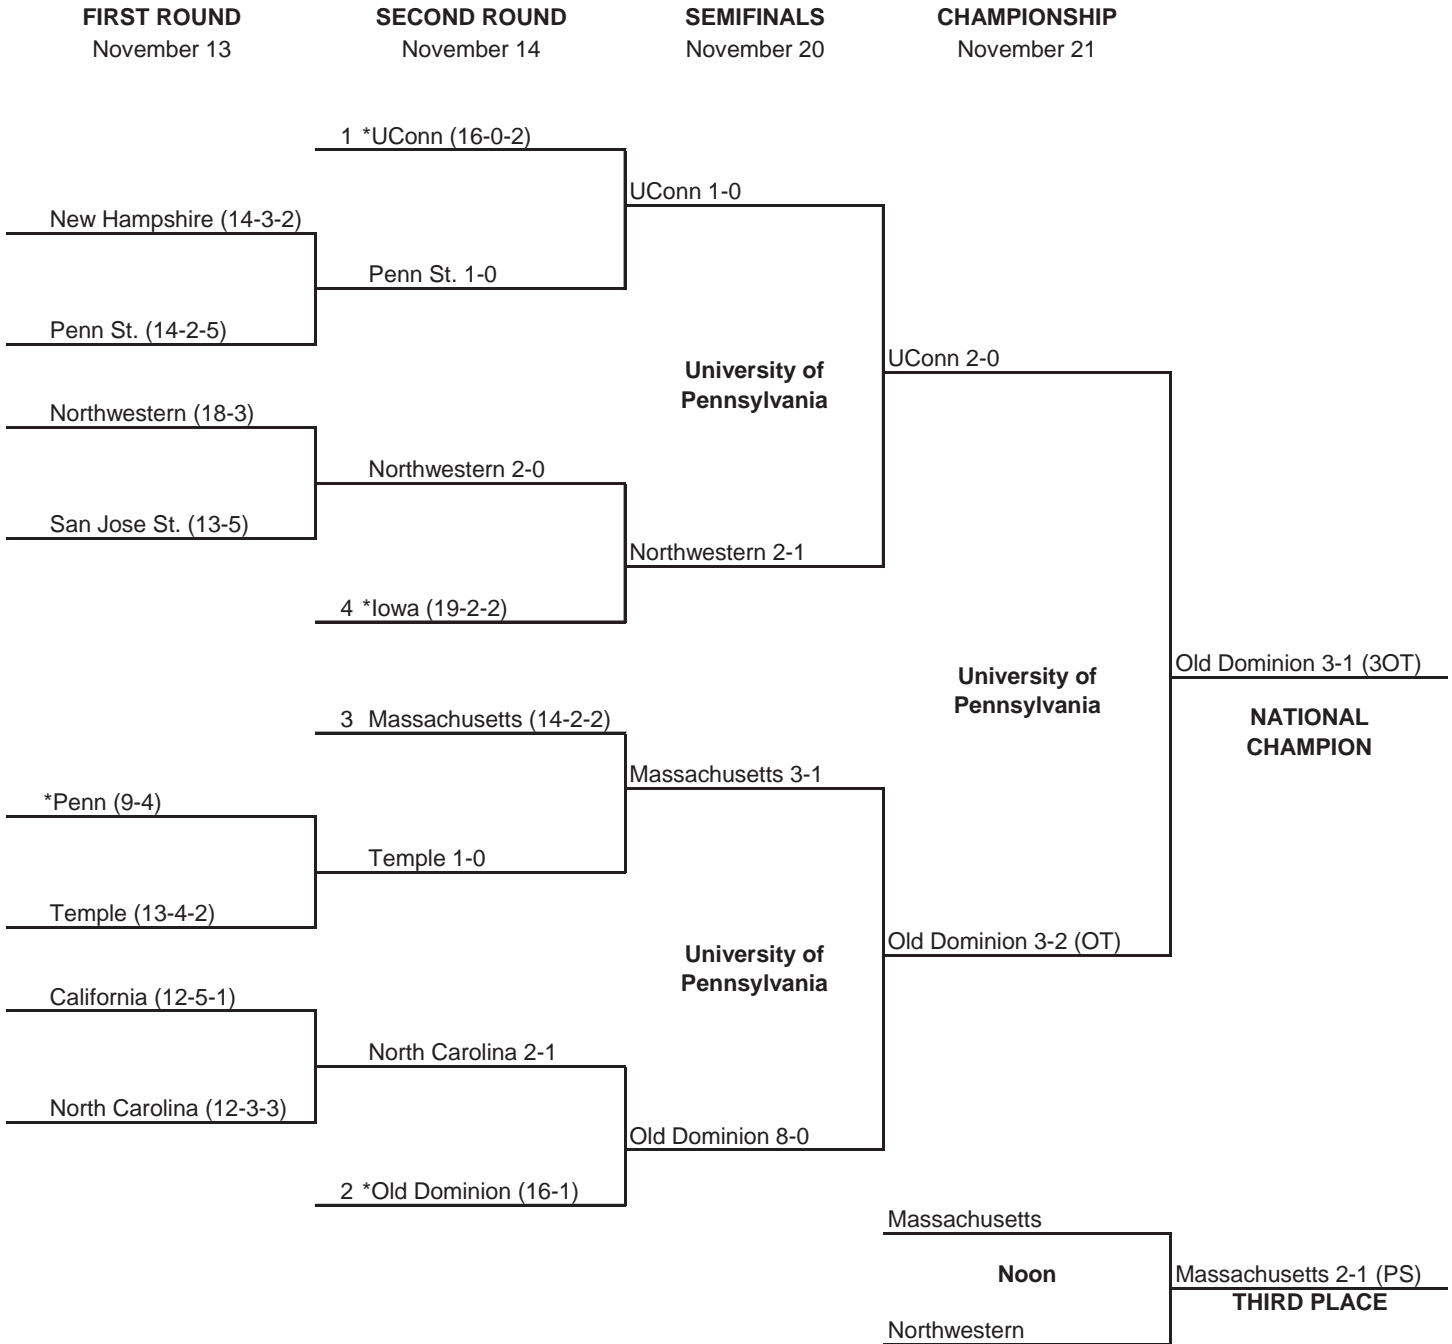 FIRST ROUND
November 13
SECOND ROUND
November 14
SEMIFINALS
November 20
CHAMPIONSHIP
November 21
1 *UConn (16-0-2)
UConn 1-0
New Hampshire (14-3-2)
Penn St. 1-0
Penn St. (14-2-5)
University of
Pennsylvania
UConn 2-0
Northwestern (18-3)
Northwestern 2-0
San Jose St. (13-5)
Northwestern 2-1
4 *Iowa (19-2-2)
University of
Pennsylvania
Old Dominion 3-1 (3OT)
NATIONAL
CHAMPION
3 Massachusetts (14-2-2)
Massachusetts 3-1
*Penn (9-4)
Temple 1-0
Temple (13-4-2)
University of
Pennsylvania
Old Dominion 3-2 (OT)
California (12-5-1)
North Carolina 2-1
North Carolina (12-3-3)
Old Dominion 8-0
2 *Old Dominion (16-1)
Massachusetts
Noon
Massachusetts 2-1 (PS)
THIRD PLACE
Northwestern